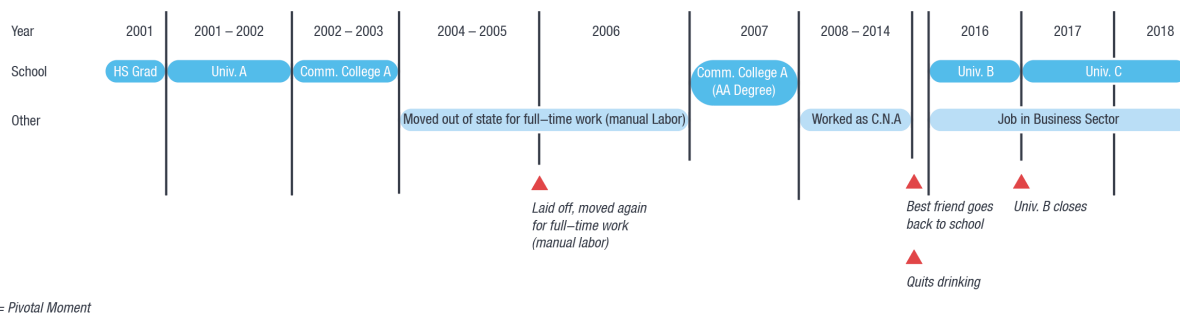 Year 2001 2001 – 2002 2002 – 2003 2004 – 2005 2006 2007 2008 – 2014 2016 2017 2018
School HS Grad Univ. A Comm. College A Comm. College A Univ. B Univ. C
(AA Degree)
Other Moved out of state for full–time work (manual Labor) Worked as C.N.A Job in Business Sector
Laid off, moved again
for full–time work
(manual labor)
Best friend goes
back to school
Univ. B closes
Quits drinking
= Pivotal Moment